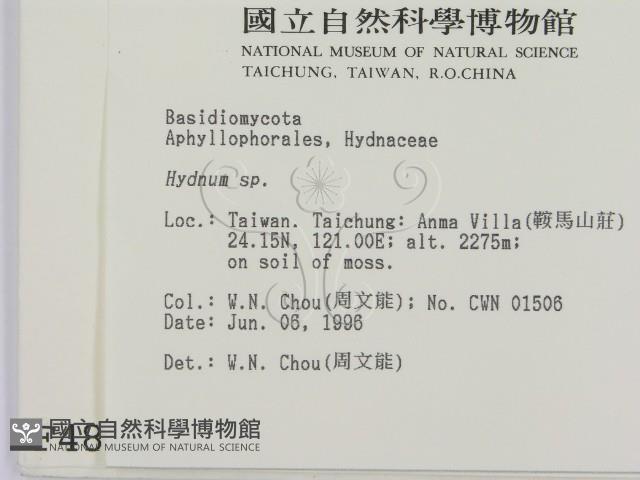 國立自然科學博物館
NATIONAL MUSEUM OF NATURAL SCIENCE
TAICHUNG, TAIWAN, R.O.CHINA
Basidiomycota
Aphyllophorales, Hydnaceae
Hydnum sp.
Loc.: Taiwan. Taichung: Anma Villa(鞍馬山莊)
24.15N, 121.00E; alt. 2275m;
on soil of moss.
Col.: W.N. Chou(周文能); No. CWN 01506
Date: Jun. 06, 1996
Det.: W.N. Chou(周文能)
48
國立自然科學博物館
NATIONAL MUSEUM OF NATURAL SCIENCE